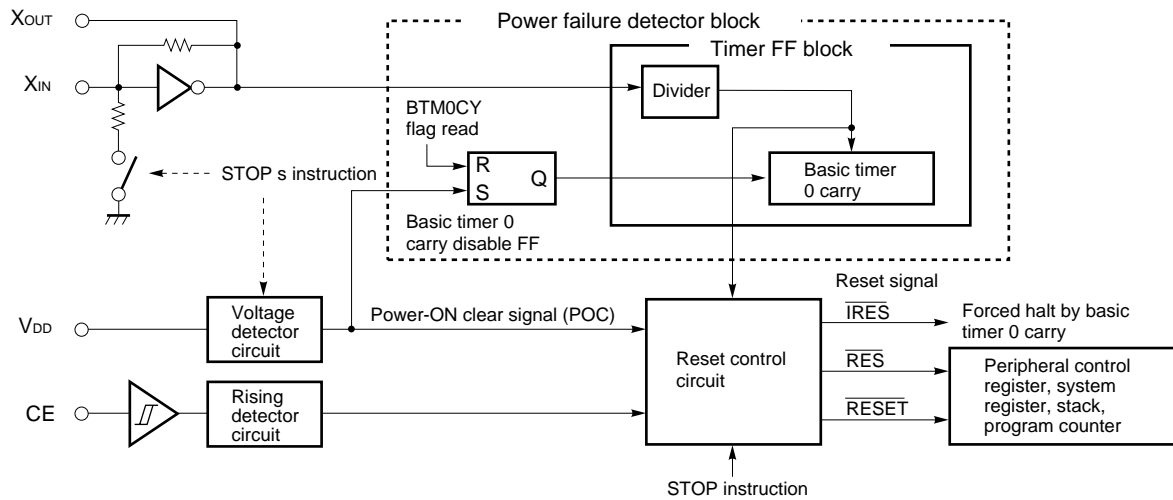 XOUT
Power failure detector block
Timer FF block
XIN
Divider
BTM0CY
flag read
R
S
Q
Basic timer
0 carry
STOP s instruction
Basic timer 0
carry disable FF
Reset signal
VDD
Voltage
detector
circuit
Power-ON clear signal (POC)
Reset control
circuit
IRES
Forced halt by basic
timer 0 carry
RES
Peripheral control
register, system
register, stack,
program counter
CE
Rising
detector
circuit
RESET
STOP instruction